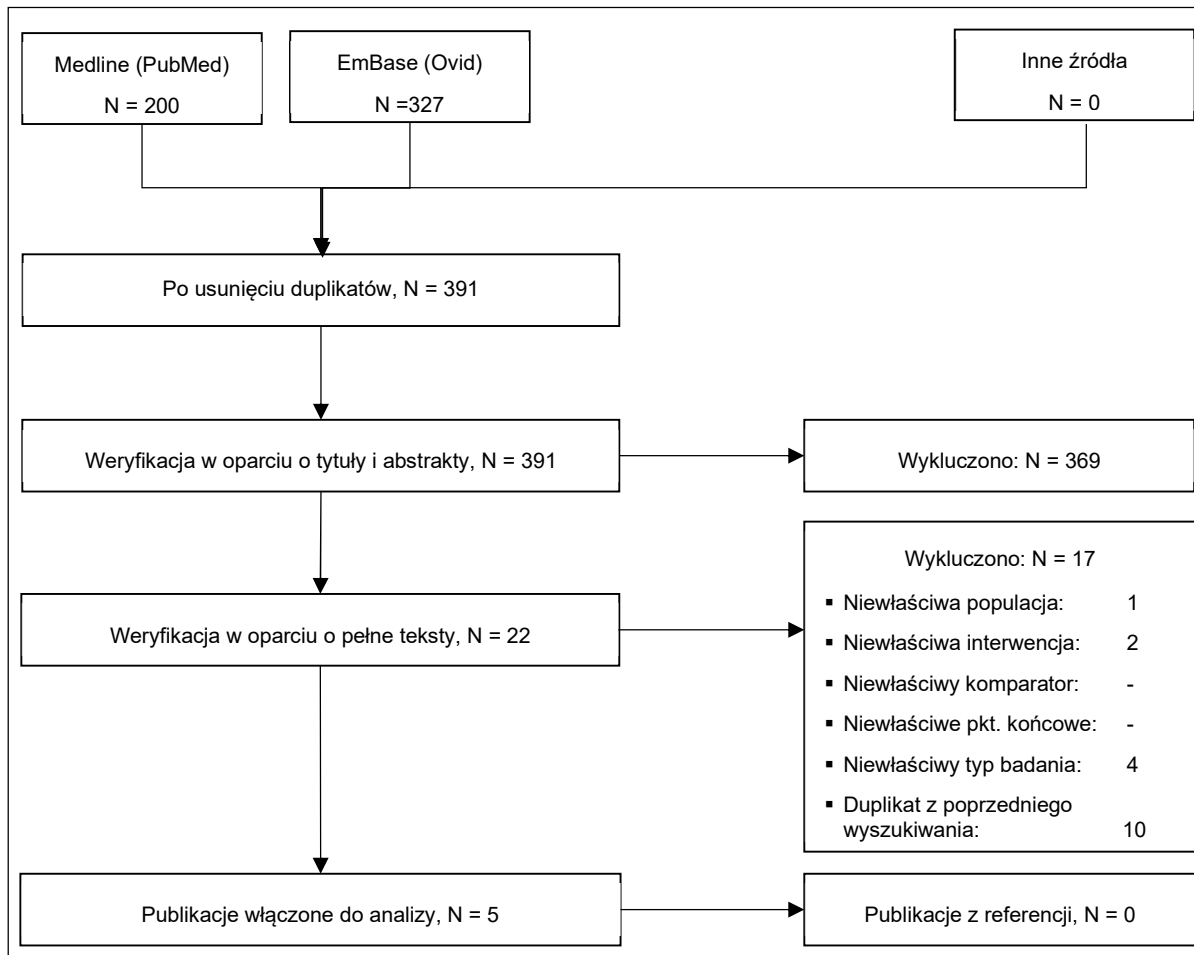 Medline (PubMed)
N = 200
EmBase (Ovid)
N =327
Inne źródła
N = 0
Po usunięciu duplikatów, N = 391
Weryfikacja w oparciu o tytuły i abstrakty, N = 391
Wykluczono: N = 369
Weryfikacja w oparciu o pełne teksty, N = 22
Wykluczono: N = 17
▪ Niewłaściwa populacja: 1
▪ Niewłaściwa interwencja: 2
▪ Niewłaściwy komparator: -
▪ Niewłaściwe pkt. końcowe: -
▪ Niewłaściwy typ badania: 4
▪ Duplikat z poprzedniego
wyszukiwania: 10
Publikacje włączone do analizy, N = 5
Publikacje z referencji, N = 0